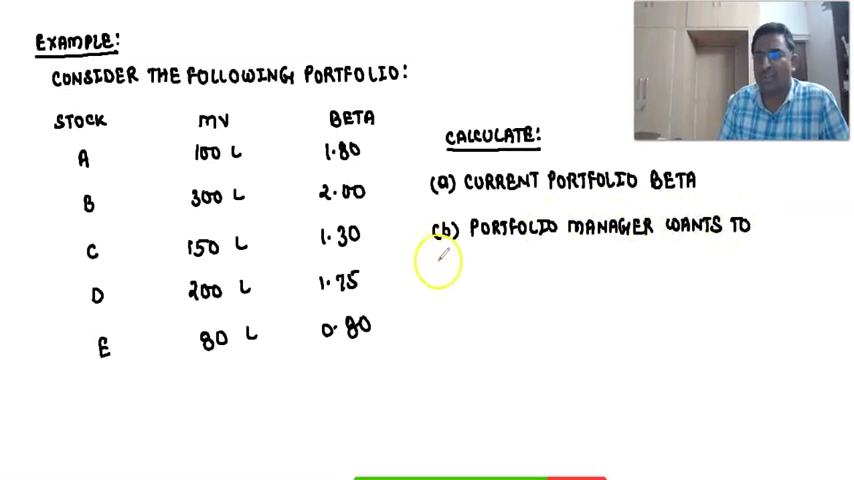 EXAMPLE:
CONSIDER THE FOLLOWING PORTFOLIO:
STOCK MV BETA
A 100 L 1.80
B 300 L 2.00
C 150 L 1.30
D 200 L 1.75
E 80 L 0.80
CALCULATE:
(a) CURRENT PORTFOLIO BETA
(b) PORTFOLIO MANAGER WANTS TO